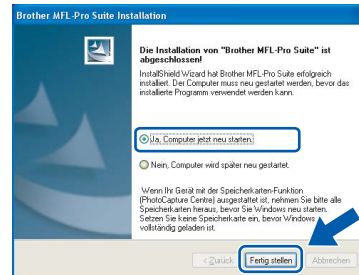 Brother MFL-Pro Suite Installation
Die Installation von "Brother MFL-Pro Suite" ist
abgeschlossen!
InstallShield Wizard hat Brother MFL-Pro Suite erfolgreich
installiert. Der Computer muss neu gestartet werden, bevor das
installierte Programm verwendet werden kann.
Ja, Computer jetzt neu starten.
Nein, Computer wird später neu gestartet.
Wenn Ihr Gerät mit der Speicherkarten-Funktion
(PhotoCapture Centre) ausgestattet ist, nehmen Sie bitte alle
Speicherkarten heraus, bevor Sie Windows neu starten.
Setzen Sie keine Speicherkarte ein, bevor Windows
vollständig geladen ist.
< Zurück
Fertig stellen
Abbrechen